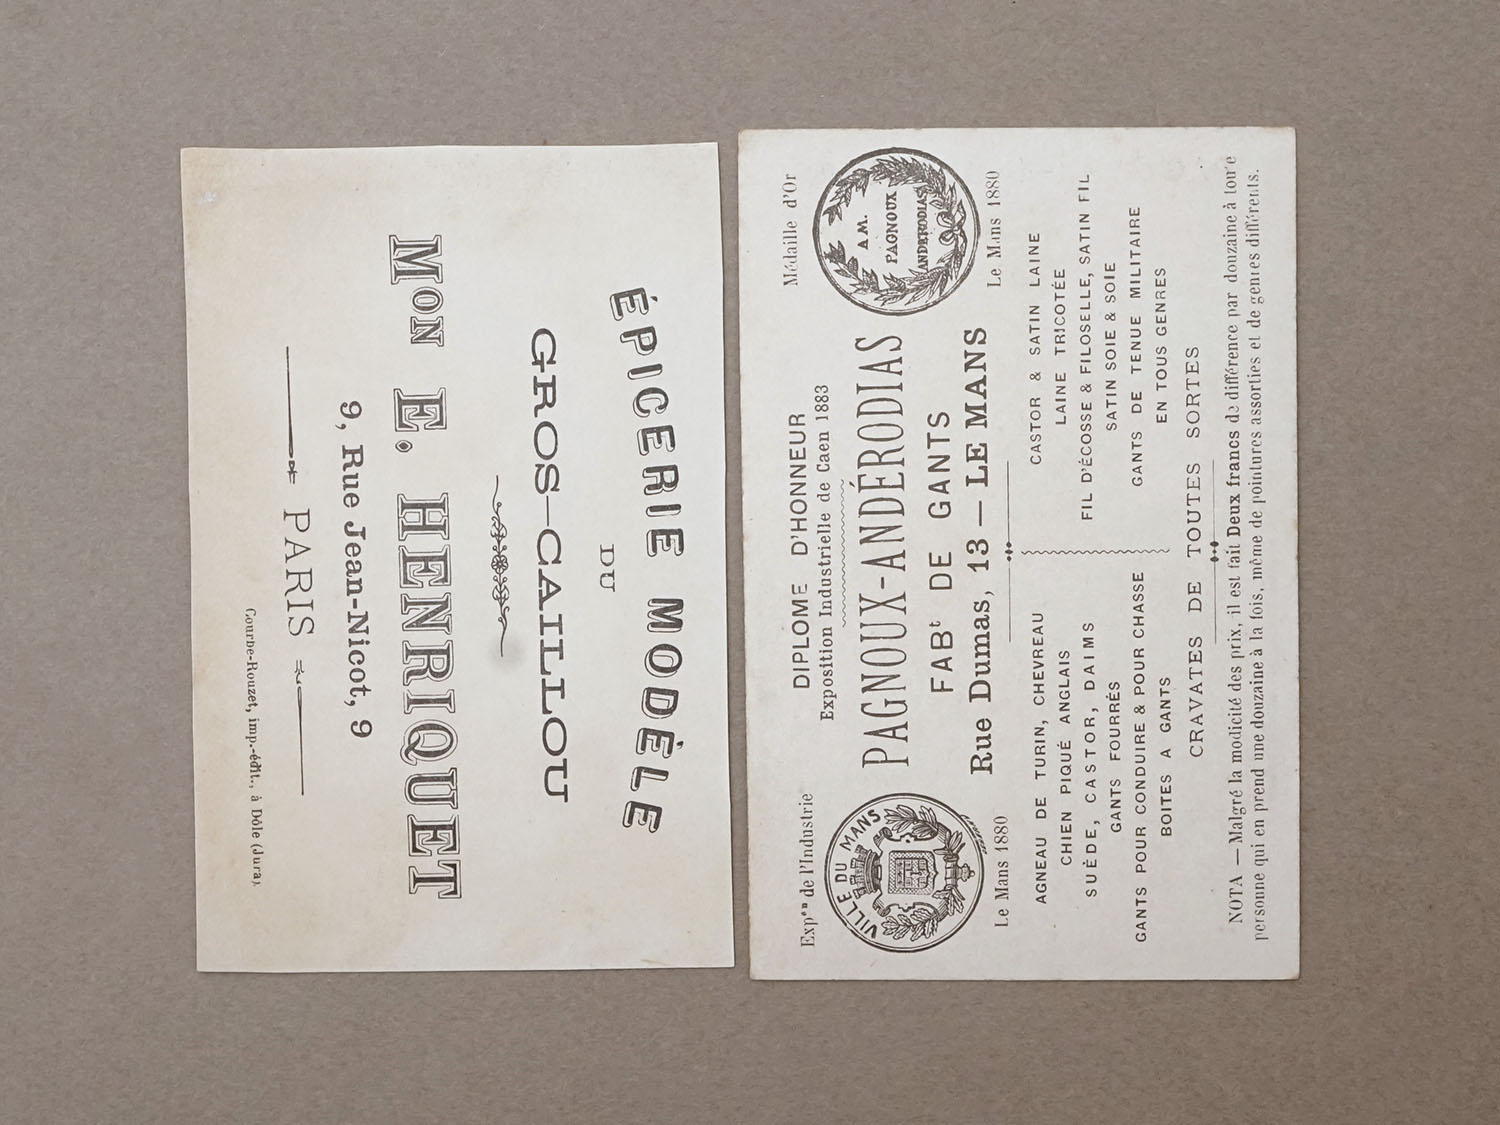 ÉPICERIE MODÈLE
DU
GROS-CAILLOU
MON E. HENRIQUET
9, Rue Jean-Nicot, 9
PARIS
Courbe-Rouzet, imp.-édit., à Dôle (Jura)
Expon de l'Industrie
VILLE DU MANS
Le Mans 1880
DIPLOME D'HONNEUR
Exposition Industrielle de Caen 1883
PAGNOUX-ANDÉRODIAS
FABt DE GANTS
Rue Dumas, 13 — LE MANS
Médaille d'Or
AM.
PAGNOUX
ANDERODIAS
Le Mans 1880
AGNEAU DE TURIN, CHEVREAU
CHIEN PIQUÉ ANGLAIS
SUÈDE, CASTOR, DAIMS
GANTS FOURRÉS
GANTS POUR CONDUIRE & POUR CHASSE
BOITES A GANTS
CASTOR & SATIN LAINE
LAINE TRICOTÉE
FIL D'ÉCOSSE & FILOSELLE, SATIN FIL
SATIN SOIE & SOIE
GANTS DE TENUE MILITAIRE
EN TOUS GENRES
CRAVATES DE TOUTES SORTES
NOTA — Malgré la modicité des prix, il est fait Deux francs de différence par douzaine à toute
personne qui en prend une douzaine à la fois, même de pointures assorties et de genres différents.